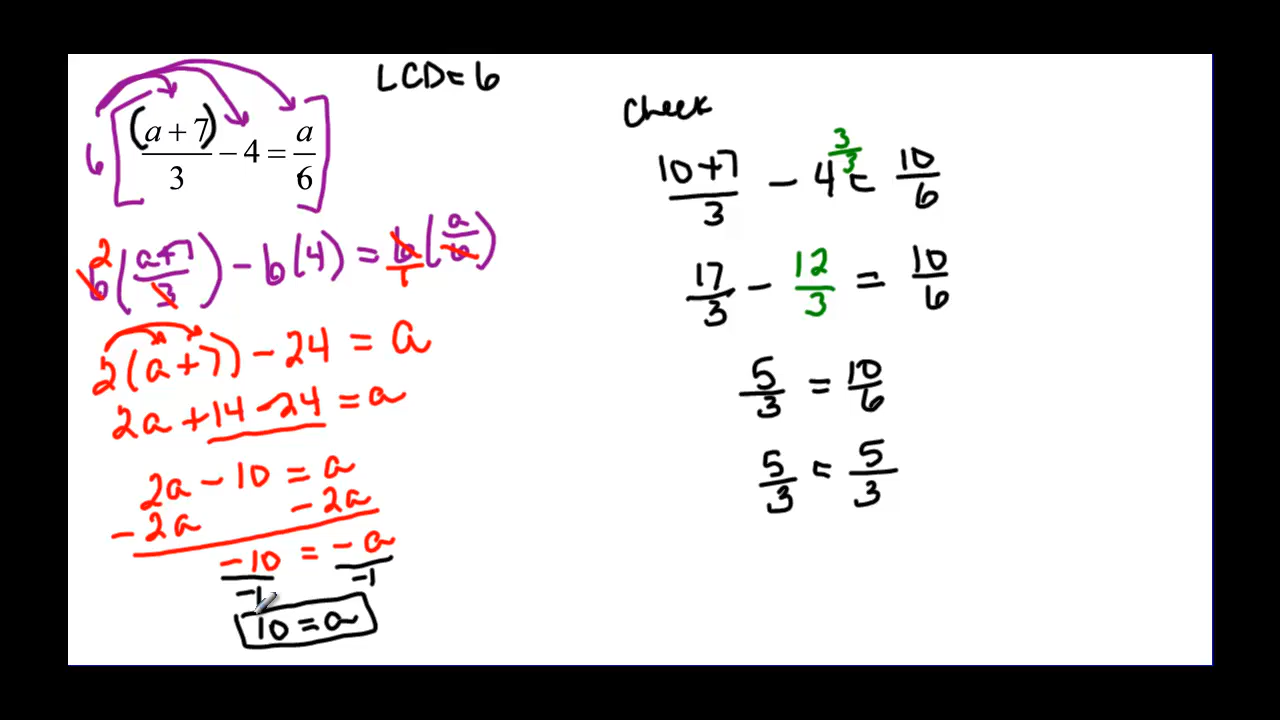 LCD = 6
6[(a + 7)/3 − 4 = a/6]
2
6((a+7)/3) − 6(4) = 6/1(a/6)
2(a+7) − 24 = a
2a + 14 − 24 = a
2a − 10 = a
−2a − 2a
−10 = −a
−1 −1
10 = a
Check
(10+7)/3 − 4 3/3 = 10/6
17/3 − 12/3 = 10/6
5/3 = 10/6
5/3 = 5/3